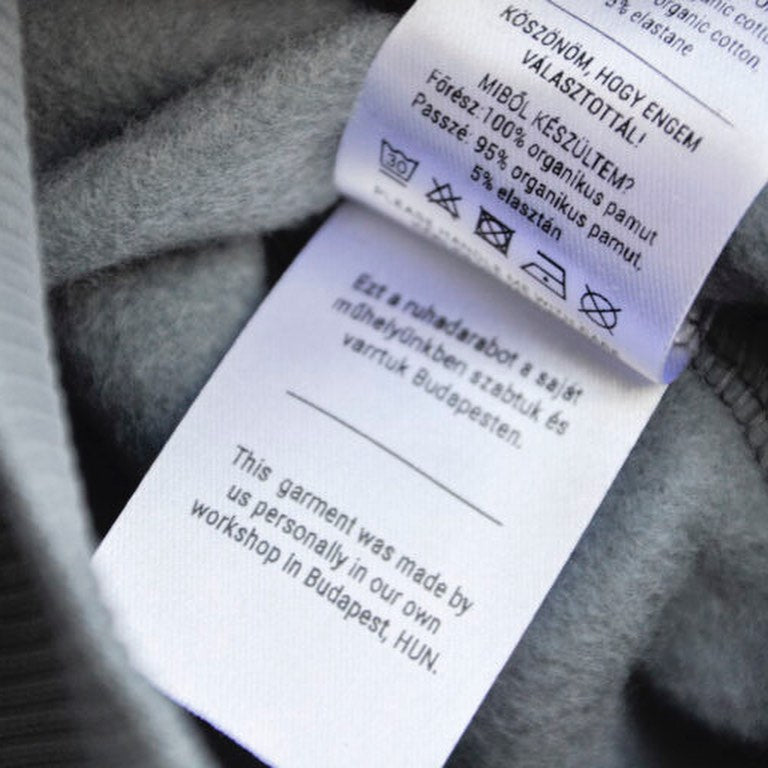 organic cotton.
5% elastane
KÖSZÖNÖM, HOGY ENGEM
VÁLASZTOTTÁL!
MIBŐL KÉSZÜLTEM?
Főrész: 100% organikus pamut
Passzé: 95% organikus pamut,
5% elasztán
30
Ezt a ruhadarabot a saját
műhelyünkben szabtuk és
varrtuk Budapesten.
This garment was made by
us personally in our own
workshop in Budapest, HUN.